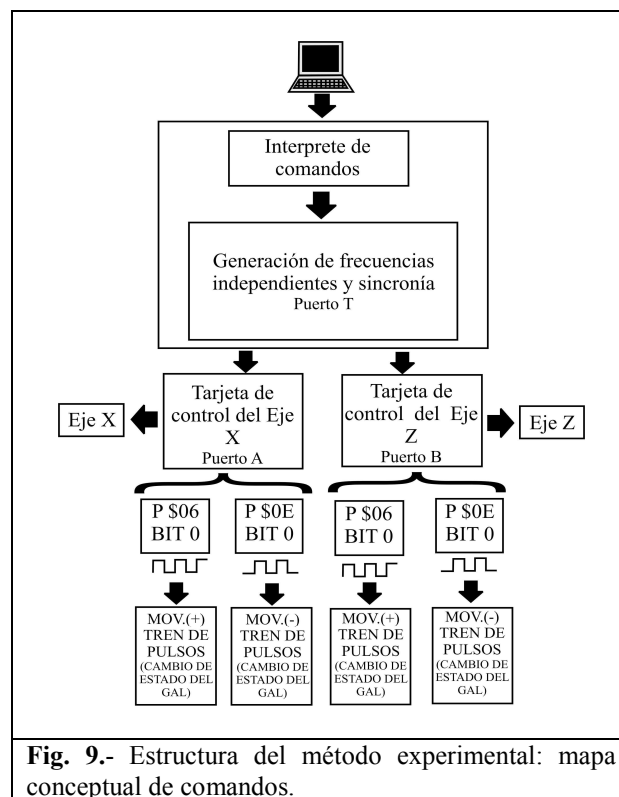 Interprete de
comandos
Generación de frecuencias
independientes y sincronía
Puerto T
Tarjeta de
control del Eje
X
Puerto A
Tarjeta de
control del Eje
Z
Puerto B
Eje X
Eje Z
P $06
BIT 0
P $0E
BIT 0
P $06
BIT 0
P $0E
BIT 0
MOV.(+)
TREN DE
PULSOS
(CAMBIO DE
ESTADO DEL
GAL)
MOV.(-)
TREN DE
PULSOS
(CAMBIO DE
ESTADO DEL
GAL)
MOV.(+)
TREN DE
PULSOS
(CAMBIO DE
ESTADO DEL
GAL)
MOV.(-)
TREN DE
PULSOS
(CAMBIO DE
ESTADO DEL
GAL)
Fig. 9.- Estructura del método experimental: mapa
conceptual de comandos.